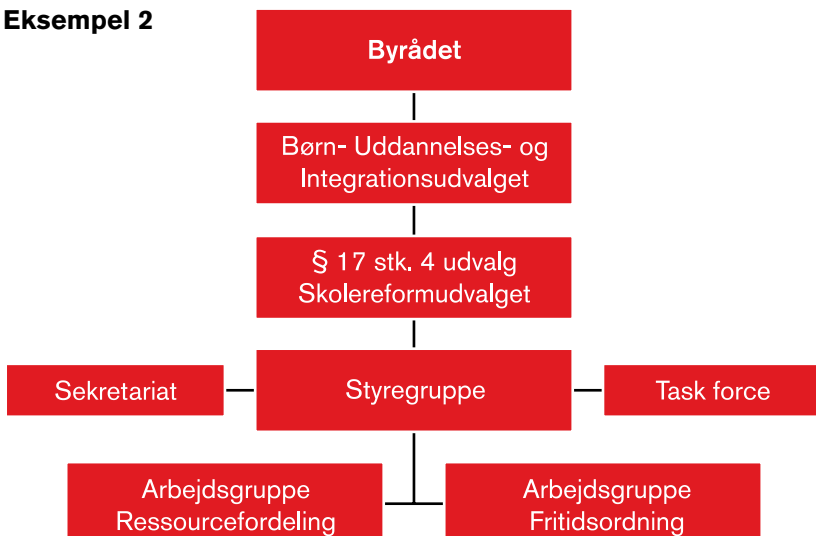 Eksempel 2
Byrådet
Børn- Uddannelses- og
Integrationsudvalget
§ 17 stk. 4 udvalg
Skolereformudvalget
Sekretariat
Styregruppe
Task force
Arbejdsgruppe
Ressourcefordeling
Arbejdsgruppe
Fritidsordning